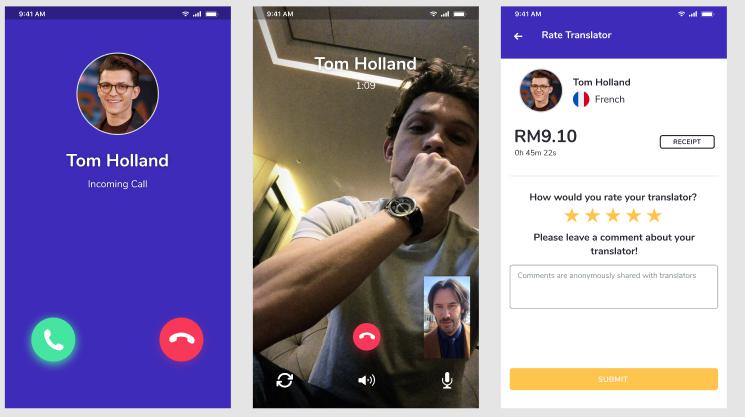 9:41 AM
Tom Holland
Incoming Call
9:41 AM
Tom Holland
1:09
9:41 AM
Rate Translator
Tom Holland
French
RM9.10
0h 45m 22s
RECEIPT
How would you rate your translator?
Please leave a comment about your
translator!
Comments are anonymously shared with translators
SUBMIT